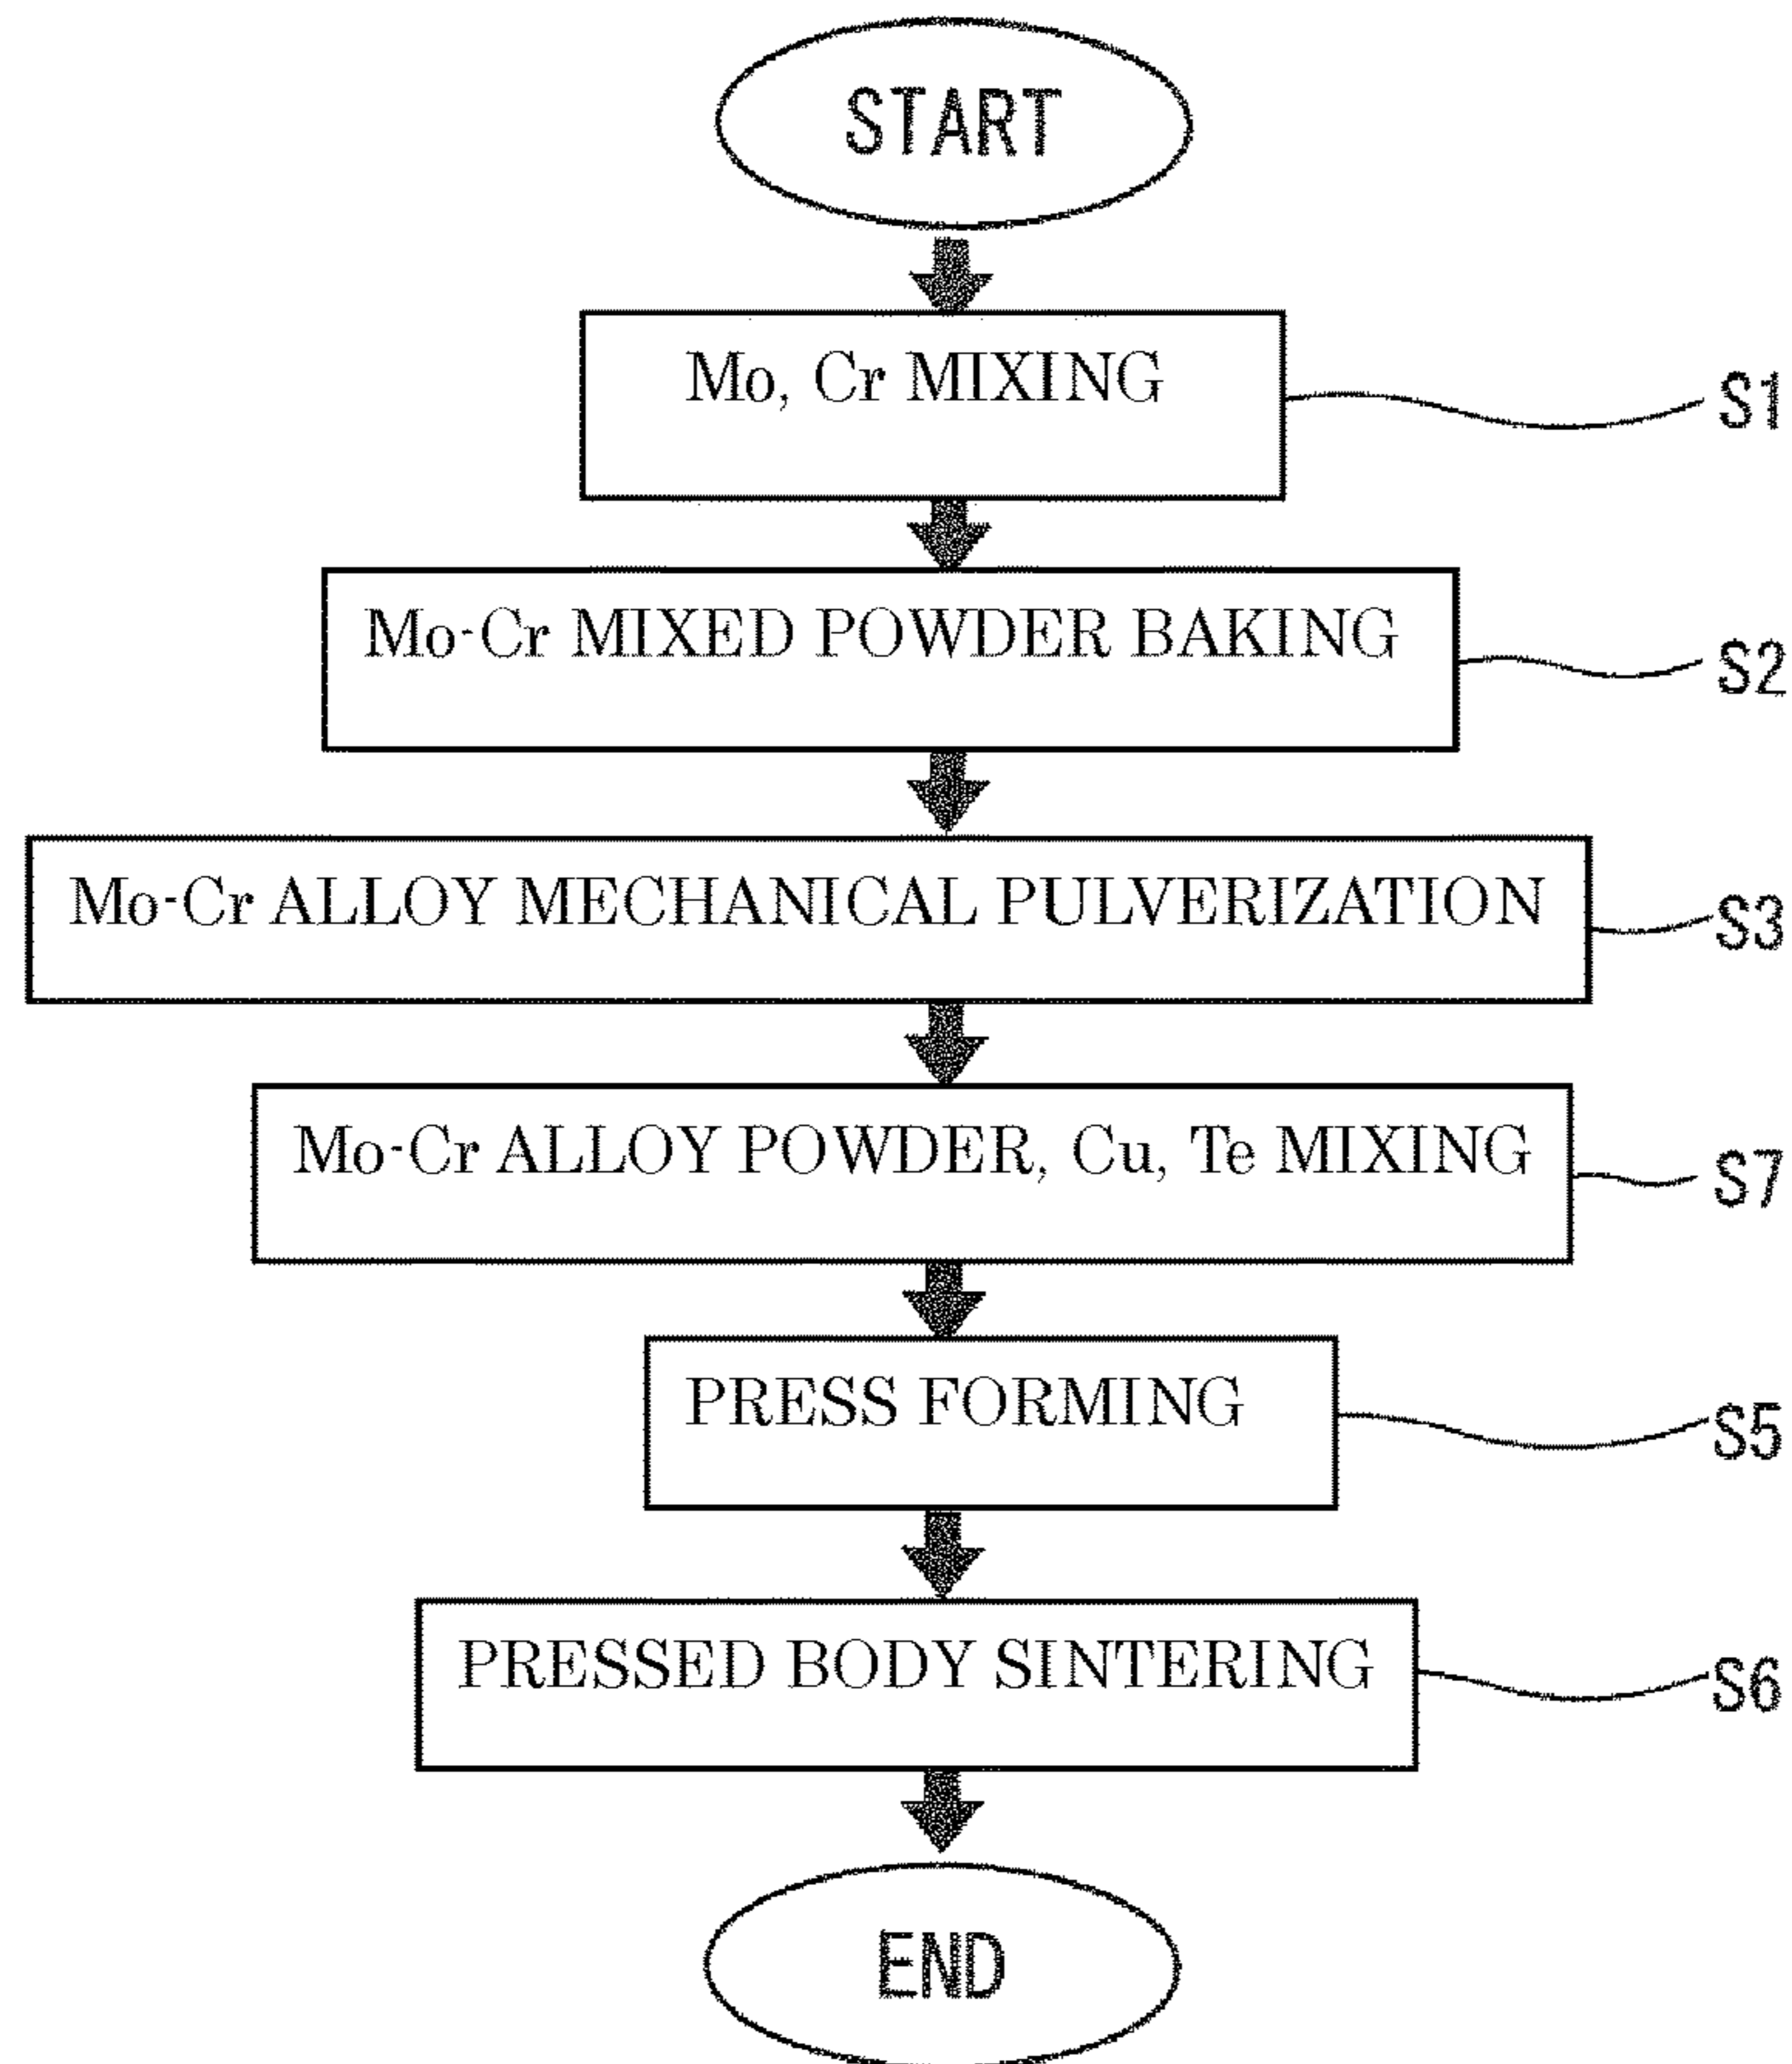 START
Mo, Cr MIXING
S1
Mo-Cr MIXED POWDER BAKING
S2
Mo-Cr ALLOY MECHANICAL PULVERIZATION
S3
Mo-Cr ALLOY POWDER, Cu, Te MIXING
S7
PRESS FORMING
S5
PRESSED BODY SINTERING
S6
END